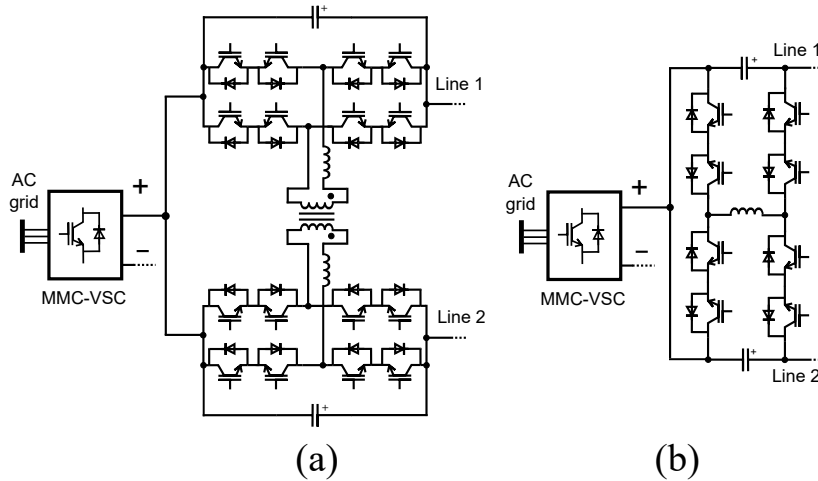 +
Line 1
AC
grid
+
−
MMC-VSC
Line 2
+
(a)
+
Line 1
AC
grid
+
−
MMC-VSC
+
Line 2
(b)